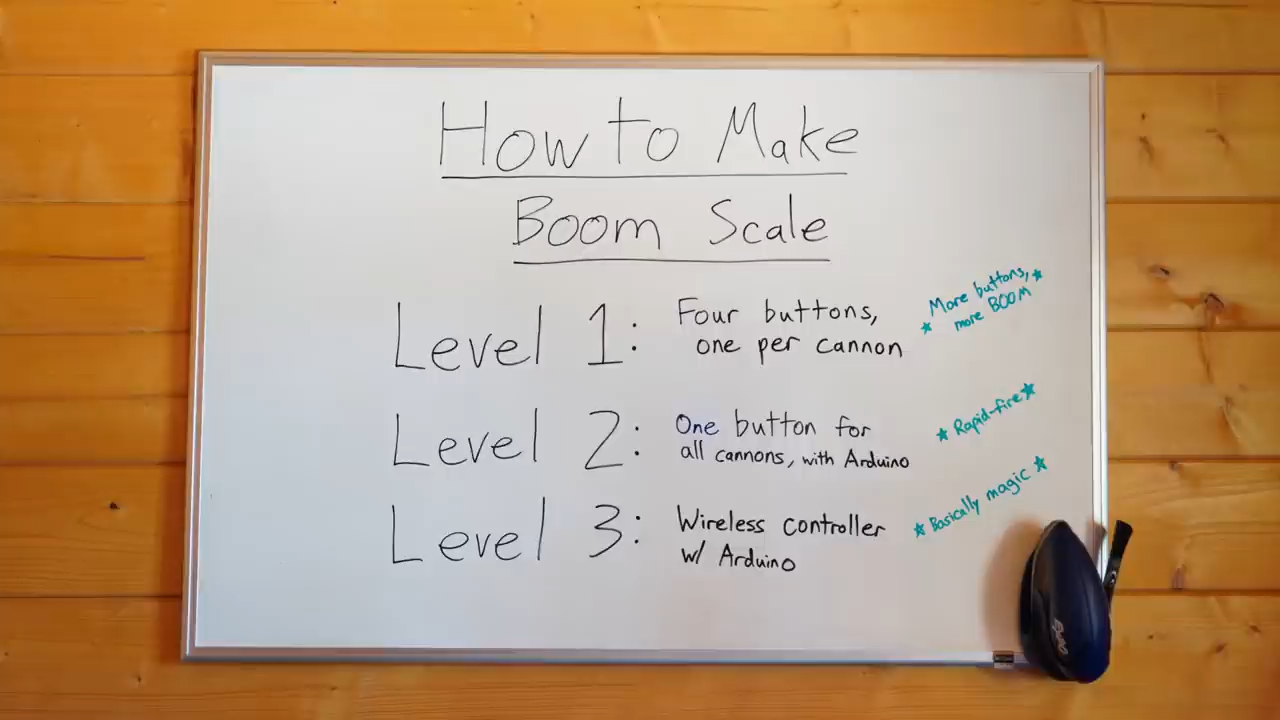 How to Make
Boom Scale
Level 1: Four buttons,
one per cannon
★ More buttons, ★
more BOOM
Level 2: One button for
all cannons, with Arduino
★ Rapid-fire ★
Level 3: Wireless controller
w/ Arduino
★ Basically magic ★
Expo